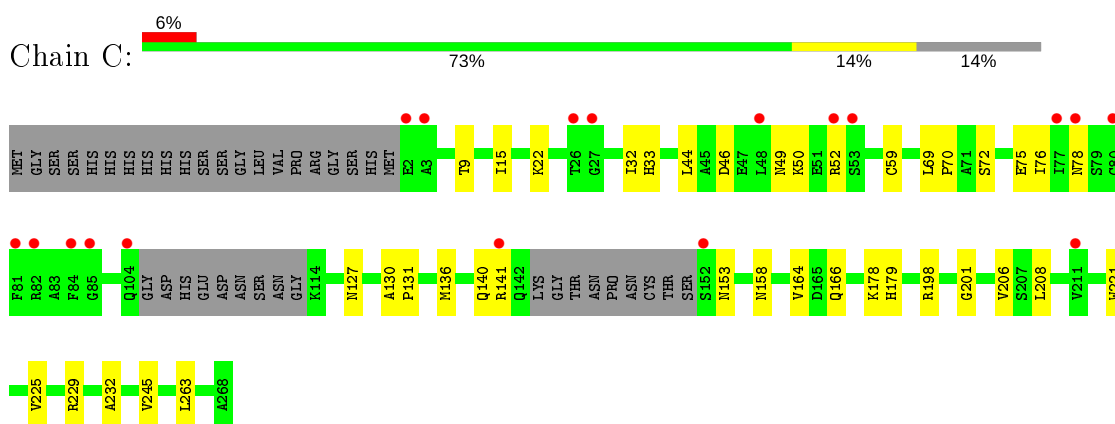 6%
Chain C:
73% 14% 14%
MET GLY SER SER HIS HIS HIS HIS HIS HIS SER SER GLY LEU VAL PRO ARG GLY SER HIS MET E2 A3 T9 I15 K22 T26 G27 I32 H33 L44 A45 D46 E47 L48 N49 K50 E51 R52 S53 C59 L69 P70 A71 S72 E75 I76 I77 N78 S79 G80
F81 R82 A83 F84 G85 Q104 GLY ASP HIS GLU ASP ASN SER ASN GLY K114 N127 A130 P131 M136 Q140 R141 Q142 LYS GLY THR ASN PRO ASN CYS THR SER S152 N153 N158 V164 D165 Q166 K178 H179 R198 G201 V206 S207 L208 V211
V225 R229 A232 V245 L263 A268